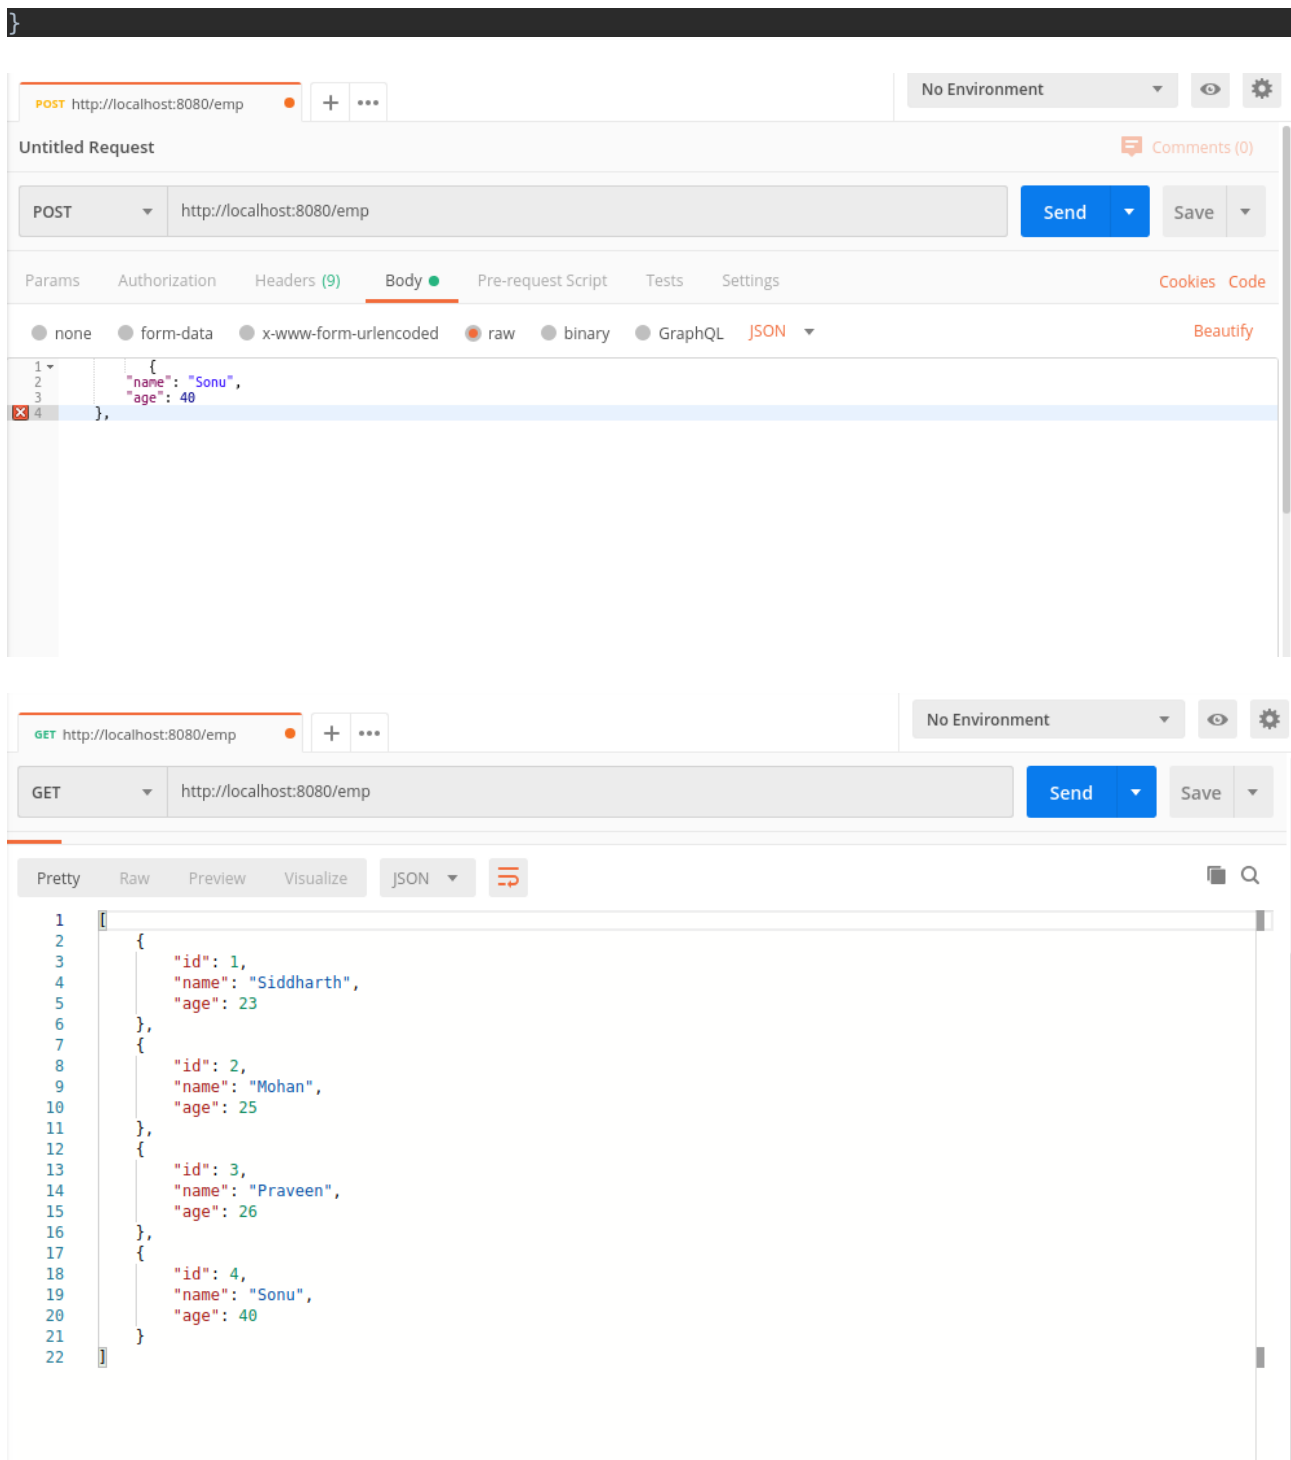 }
POST http://localhost:8080/emp
No Environment
Untitled Request
Comments (0)
POST http://localhost:8080/emp Send Save
Params Authorization Headers (9) Body Pre-request Script Tests Settings Cookies Code
none form-data x-www-form-urlencoded raw binary GraphQL JSON Beautify
1 {
2 "name": "Sonu",
3 "age": 40
4 },
GET http://localhost:8080/emp
No Environment
GET http://localhost:8080/emp Send Save
Pretty Raw Preview Visualize JSON
1 [
2 {
3 "id": 1,
4 "name": "Siddharth",
5 "age": 23
6 },
7 {
8 "id": 2,
9 "name": "Mohan",
10 "age": 25
11 },
12 {
13 "id": 3,
14 "name": "Praveen",
15 "age": 26
16 },
17 {
18 "id": 4,
19 "name": "Sonu",
20 "age": 40
21 }
22 ]